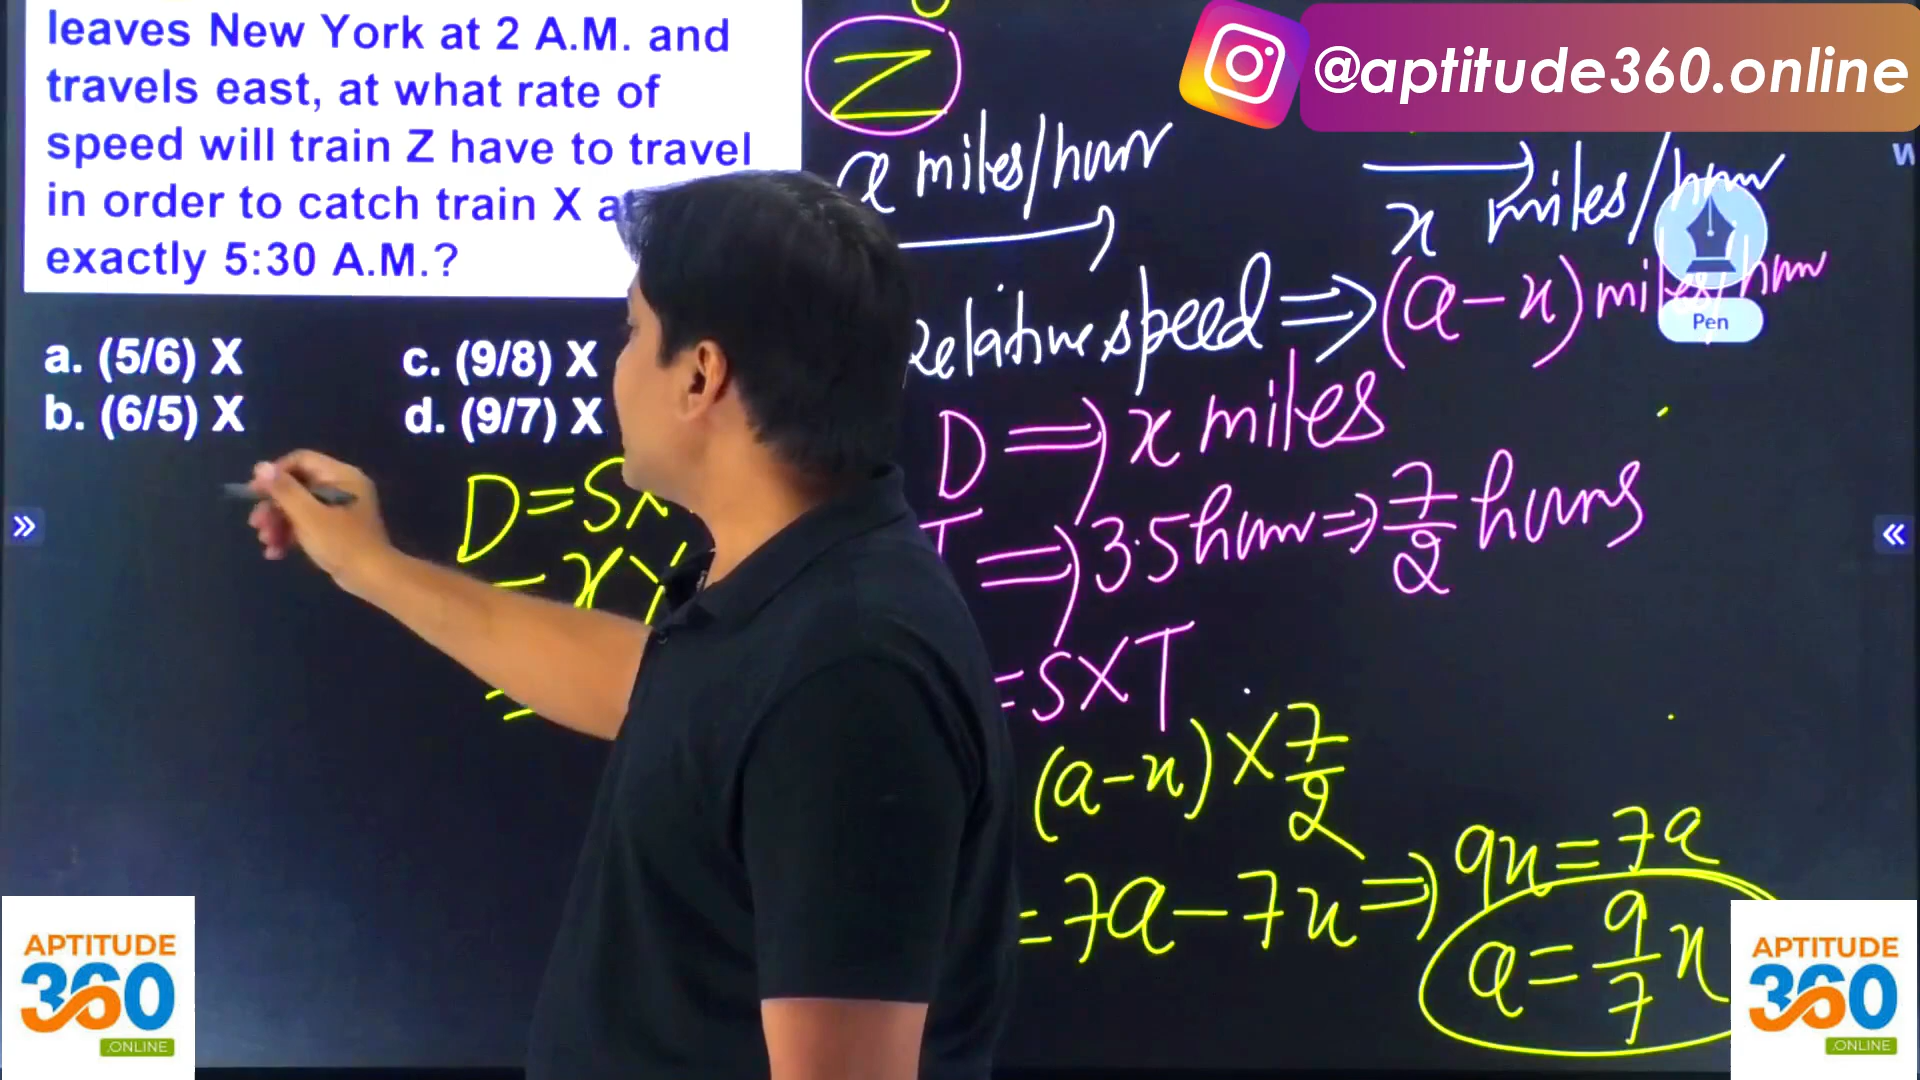 leaves New York at 2 A.M. and
travels east, at what rate of
speed will train Z have to travel
in order to catch train X a
exactly 5:30 A.M.?
a. (5/6) X
c. (9/8) X
b. (6/5) X
d. (9/7) X
@aptitude360.online
Z
a miles/hour
x miles/hour
relative speed ⇒ (a-x) miles/hour
Pen
D ⇒ x miles
T ⇒ 3.5 hour ⇒ 7/2 hours
D = S×
= x ×
= S×T
(a-x) × 7/2
= 7a - 7x ⇒ 9x = 7a
a = 9/7 x
APTITUDE
360
.ONLINE
APTITUDE
360
.ONLINE